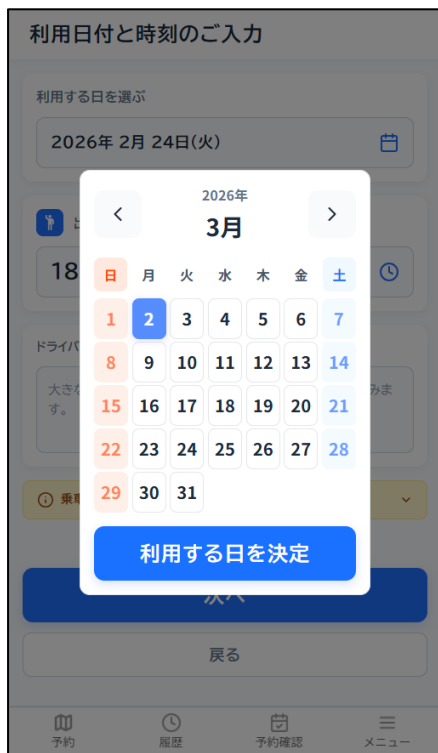 利用日付と時刻のご入力
利用する日を選ぶ
2026年 2月 24日(火)
2026年
3月
18
日 月 火 水 木 金 土
1 2 3 4 5 6 7
ドライバ
8 9 10 11 12 13 14
大きな
みま
す。
15 16 17 18 19 20 21
22 23 24 25 26 27 28
乗車
29 30 31
利用する日を決定
次へ
戻る
予約 履歴 予約確認 メニュー